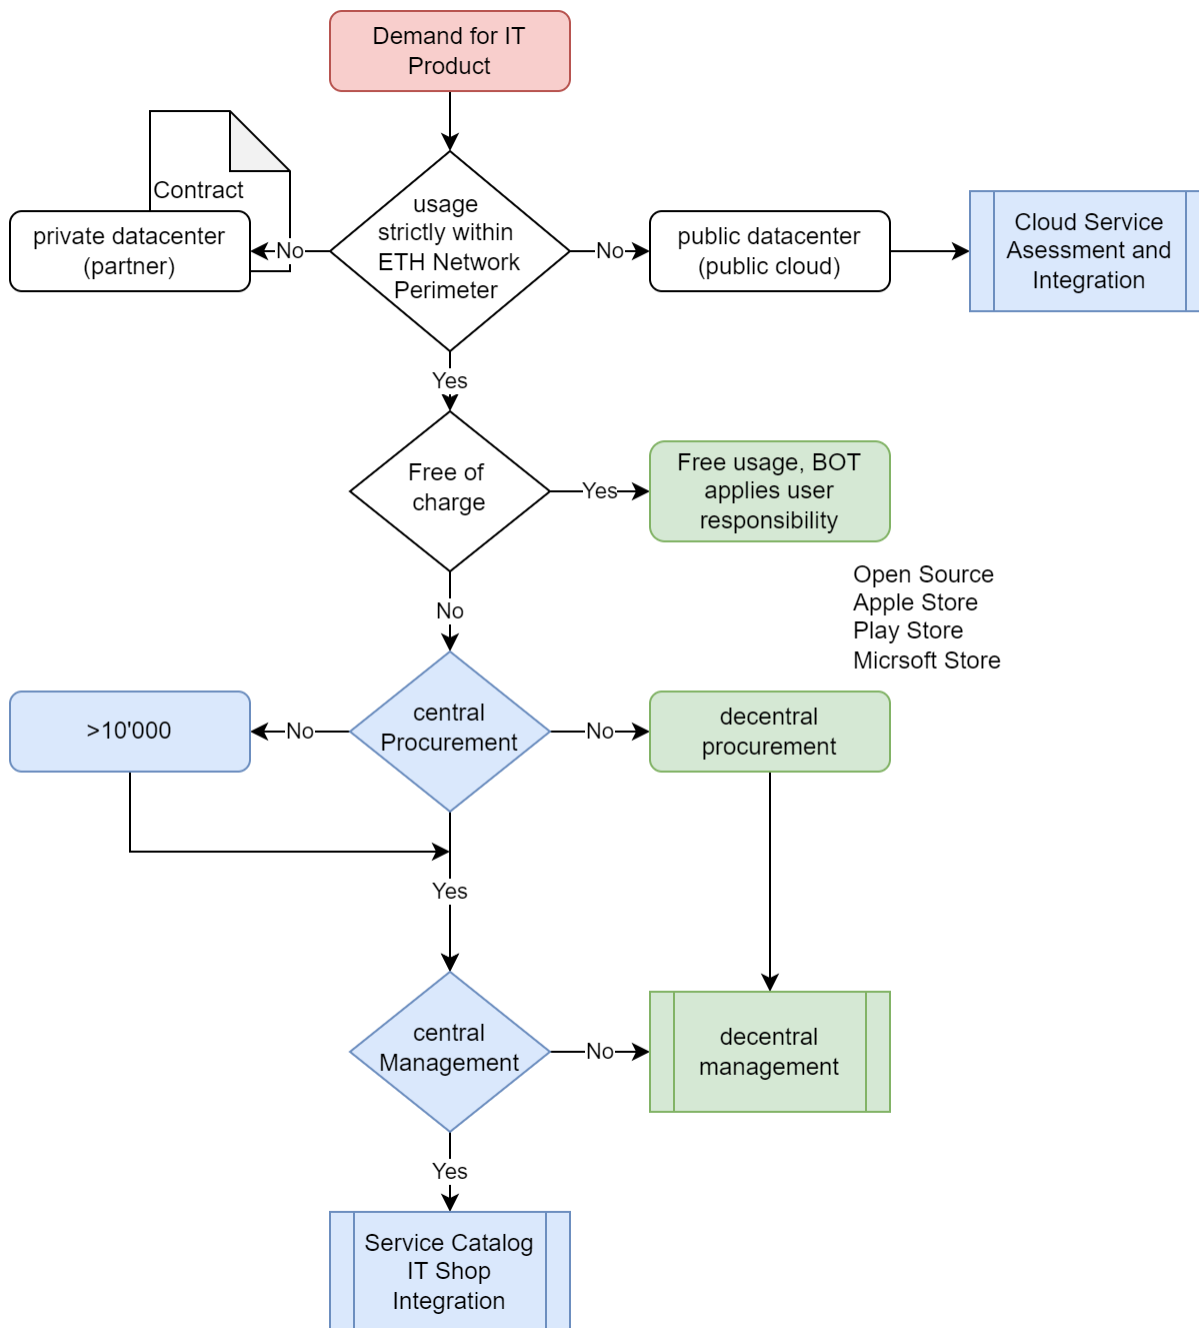 Demand for IT
Product
Contract
usage
strictly within
ETH Network
Perimeter
private datacenter
(partner)
No
No
public datacenter
(public cloud)
Cloud Service
Asessment and
Integration
Yes
Free of
charge
Yes
Free usage, BOT
applies user
responsibility
Open Source
Apple Store
Play Store
Micrsoft Store
No
>10'000
No
central
Procurement
No
decentral
procurement
Yes
central
Management
No
decentral
management
Yes
Service Catalog
IT Shop
Integration